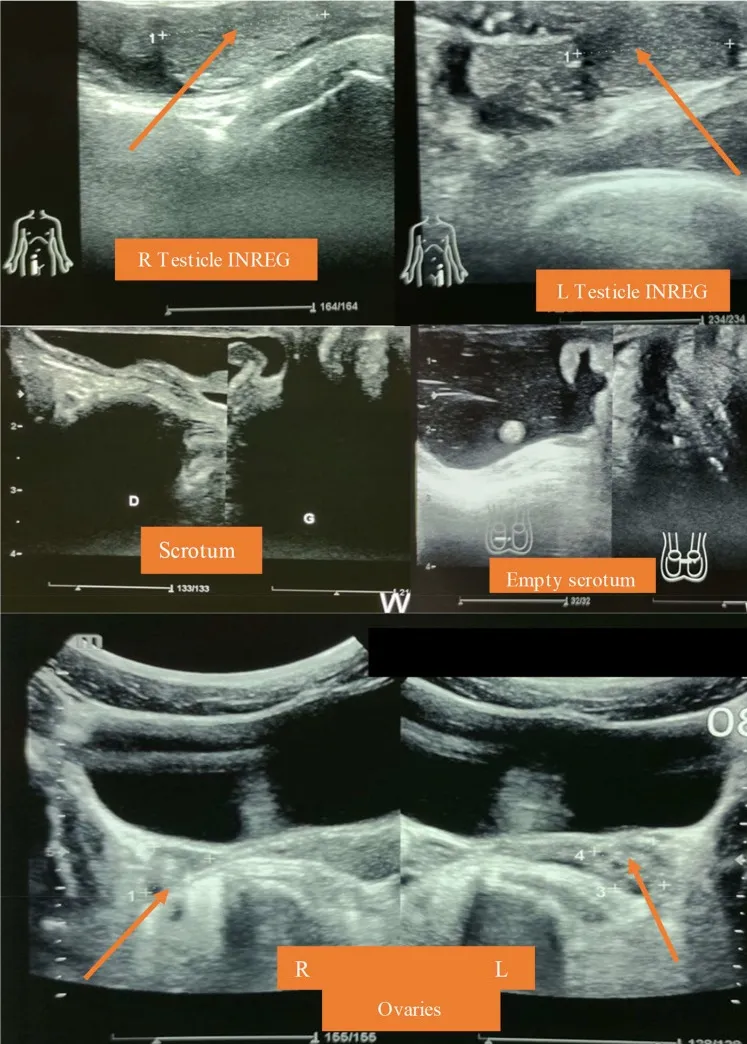 1
1
R Testicle INREG
164/164
L Testicle INREG
234/234
2-
3-
4-
D
G
Scrotum
133/133
W
1-
4-
Empty scrotum
32/32
1
4
3
R L
Ovaries
155/155